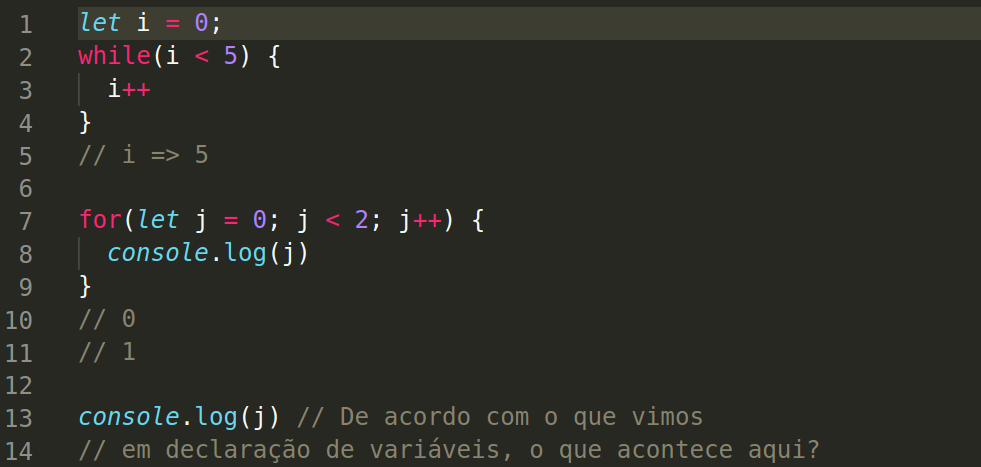 1 let i = 0;
2 while(i < 5) {
3 i++
4 }
5 // i => 5
6
7 for(let j = 0; j < 2; j++) {
8 console.log(j)
9 }
10 // 0
11 // 1
12
13 console.log(j) // De acordo com o que vimos
14 // em declaração de variáveis, o que acontece aqui?